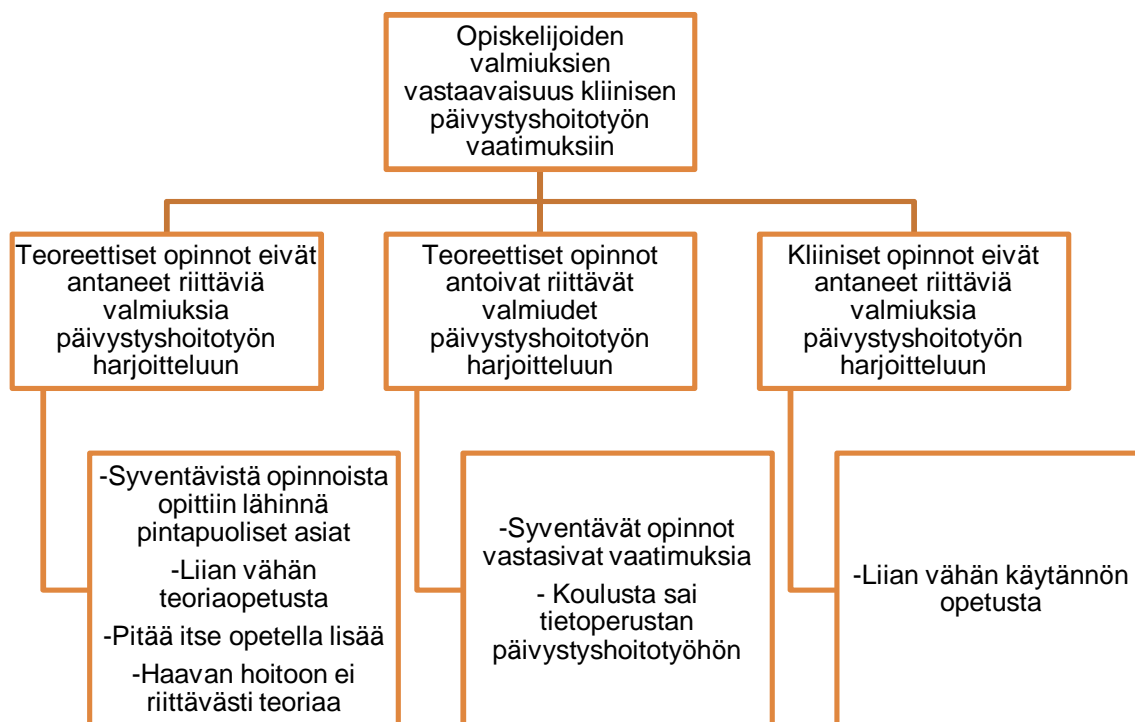 Opiskelijoiden
valmiuksien
vastaavaisuus kliinisen
päivystyshoitotyön
vaatimuksiin
Teoreettiset opinnot eivät
antaneet riittäviä
valmiuksia
päivystyshoitotyön
harjoitteluun
Teoreettiset opinnot
antoivat riittävät
valmiudet
päivystyshoitotyön
harjoitteluun
Kliiniset opinnot eivät
antaneet riittäviä
valmiuksia
päivystyshoitotyön
harjoitteluun
-Syventävistä opinnoista
opittiin lähinnä
pintapuoliset asiat
-Liian vähän
teoriaopetusta
-Pitää itse opetella lisää
-Haavan hoitoon ei
riittävästi teoriaa
-Syventävät opinnot
vastasivat vaatimuksia
- Koulusta sai
tietoperustan
päivystyshoitotyöhön
-Liian vähän käytännön
opetusta